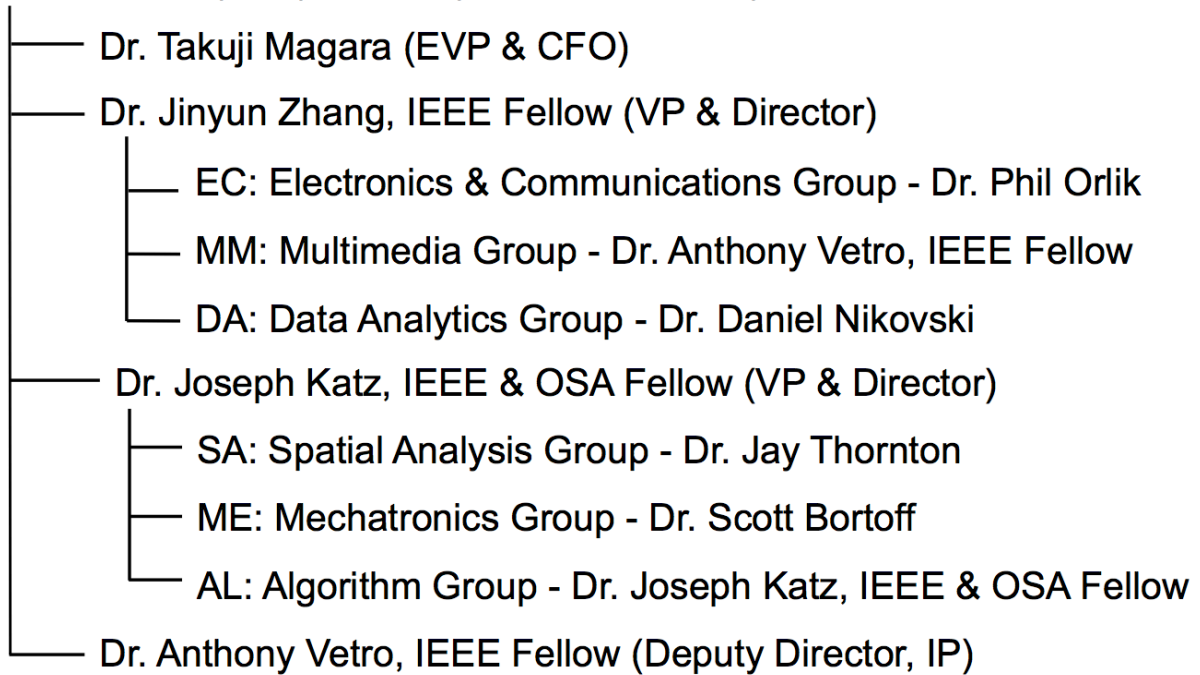 Dr. Takuji Magara (EVP & CFO)
Dr. Jinyun Zhang, IEEE Fellow (VP & Director)
EC: Electronics & Communications Group - Dr. Phil Orlik
MM: Multimedia Group - Dr. Anthony Vetro, IEEE Fellow
DA: Data Analytics Group - Dr. Daniel Nikovski
Dr. Joseph Katz, IEEE & OSA Fellow (VP & Director)
SA: Spatial Analysis Group - Dr. Jay Thornton
ME: Mechatronics Group - Dr. Scott Bortoff
AL: Algorithm Group - Dr. Joseph Katz, IEEE & OSA Fellow
Dr. Anthony Vetro, IEEE Fellow (Deputy Director, IP)